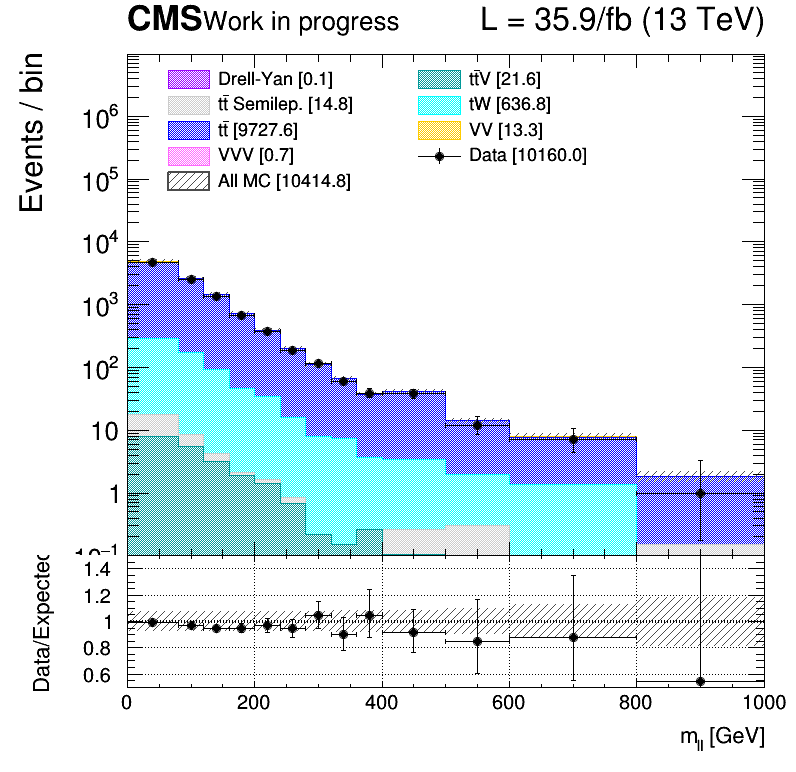 CMS Work in progress L = 35.9/fb (13 TeV)
Events / bin
Drell-Yan [0.1]
tt̄V [21.6]
tt̄ Semilep. [14.8]
tW [636.8]
tt̄ [9727.6]
VV [13.3]
VVV [0.7]
Data [10160.0]
All MC [10414.8]
10⁶
10⁵
10⁴
10³
10²
10
1
10⁻¹
Data/Expected
1.4
1.2
1
0.8
0.6
0 200 400 600 800 1000
m_ll [GeV]